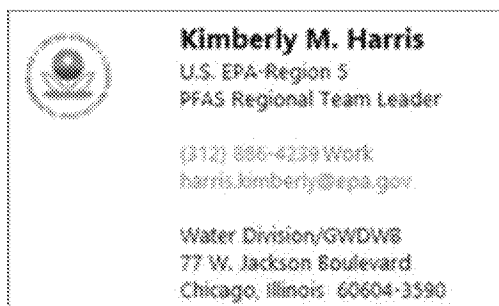 Kimberly M. Harris
U.S. EPA-Region 5
PFAS Regional Team Leader
(312) 886-4239 Work
harris.kimberly@epa.gov
Water Division/GWDWB
77 W. Jackson Boulevard
Chicago, Illinois 60604-3590